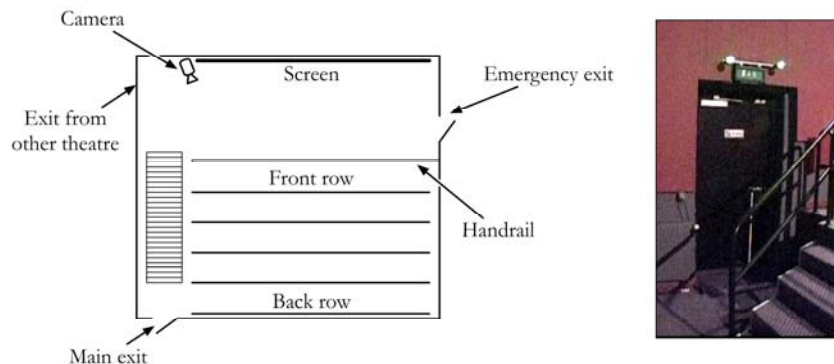 Camera
Screen
Emergency exit
Exit from
other theatre
Front row
Handrail
Back row
Main exit